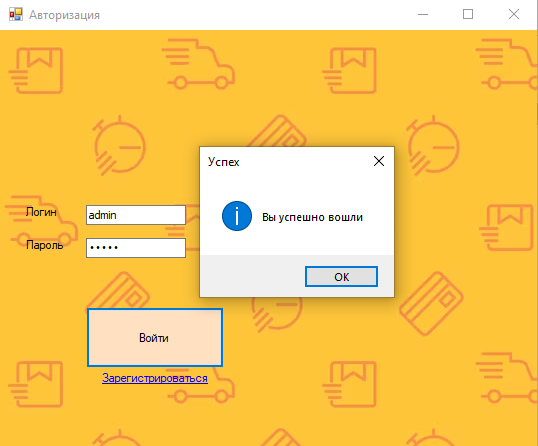 Авторизация
Успех
Вы успешно вошли
OK
Логин
admin
Пароль
•••••
Войти
Зарегистрироваться